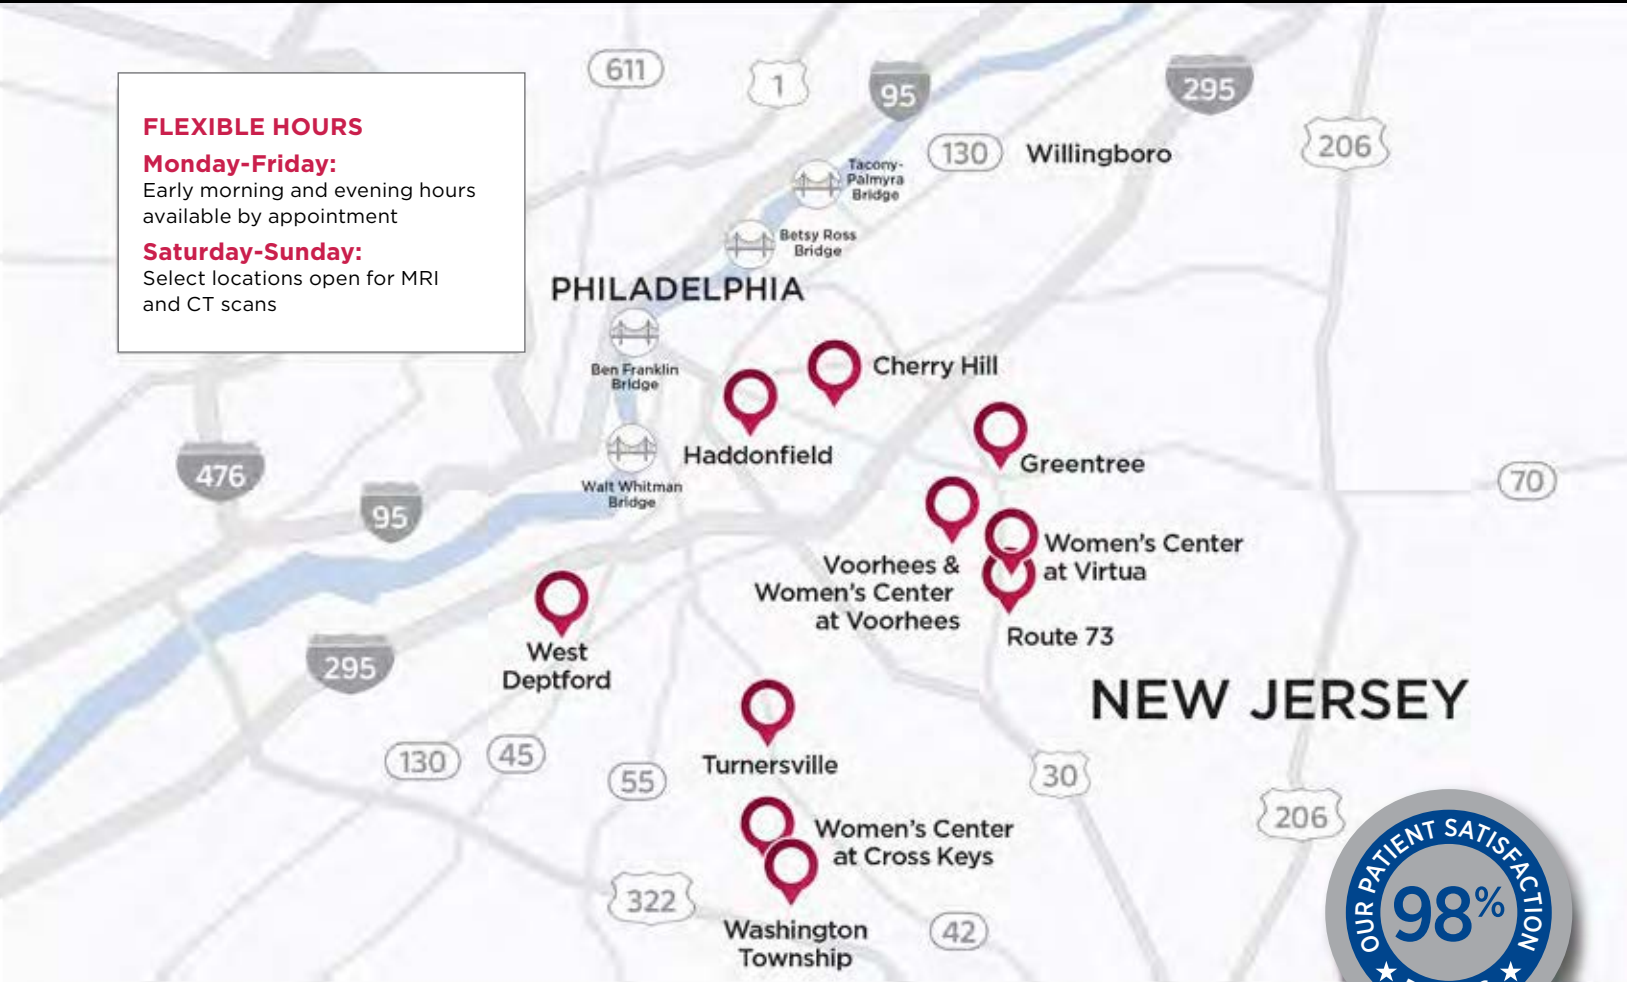 FLEXIBLE HOURS
Monday-Friday:
Early morning and evening hours
available by appointment
Saturday-Sunday:
Select locations open for MRI
and CT scans
611
1
95
295
130
Willingboro
206
Tacony-
Palmyra
Bridge
Betsy Ross
Bridge
PHILADELPHIA
Ben Franklin
Bridge
Cherry Hill
Haddonfield
Greentree
476
95
Walt Whitman
Bridge
70
Women's Center
at Virtua
Voorhees &
Women's Center
at Voorhees
Route 73
West
Deptford
295
NEW JERSEY
Turnersville
130
45
55
30
206
Women's Center
at Cross Keys
322
Washington
Township
42
OUR PATIENT SATISFACTION
98%